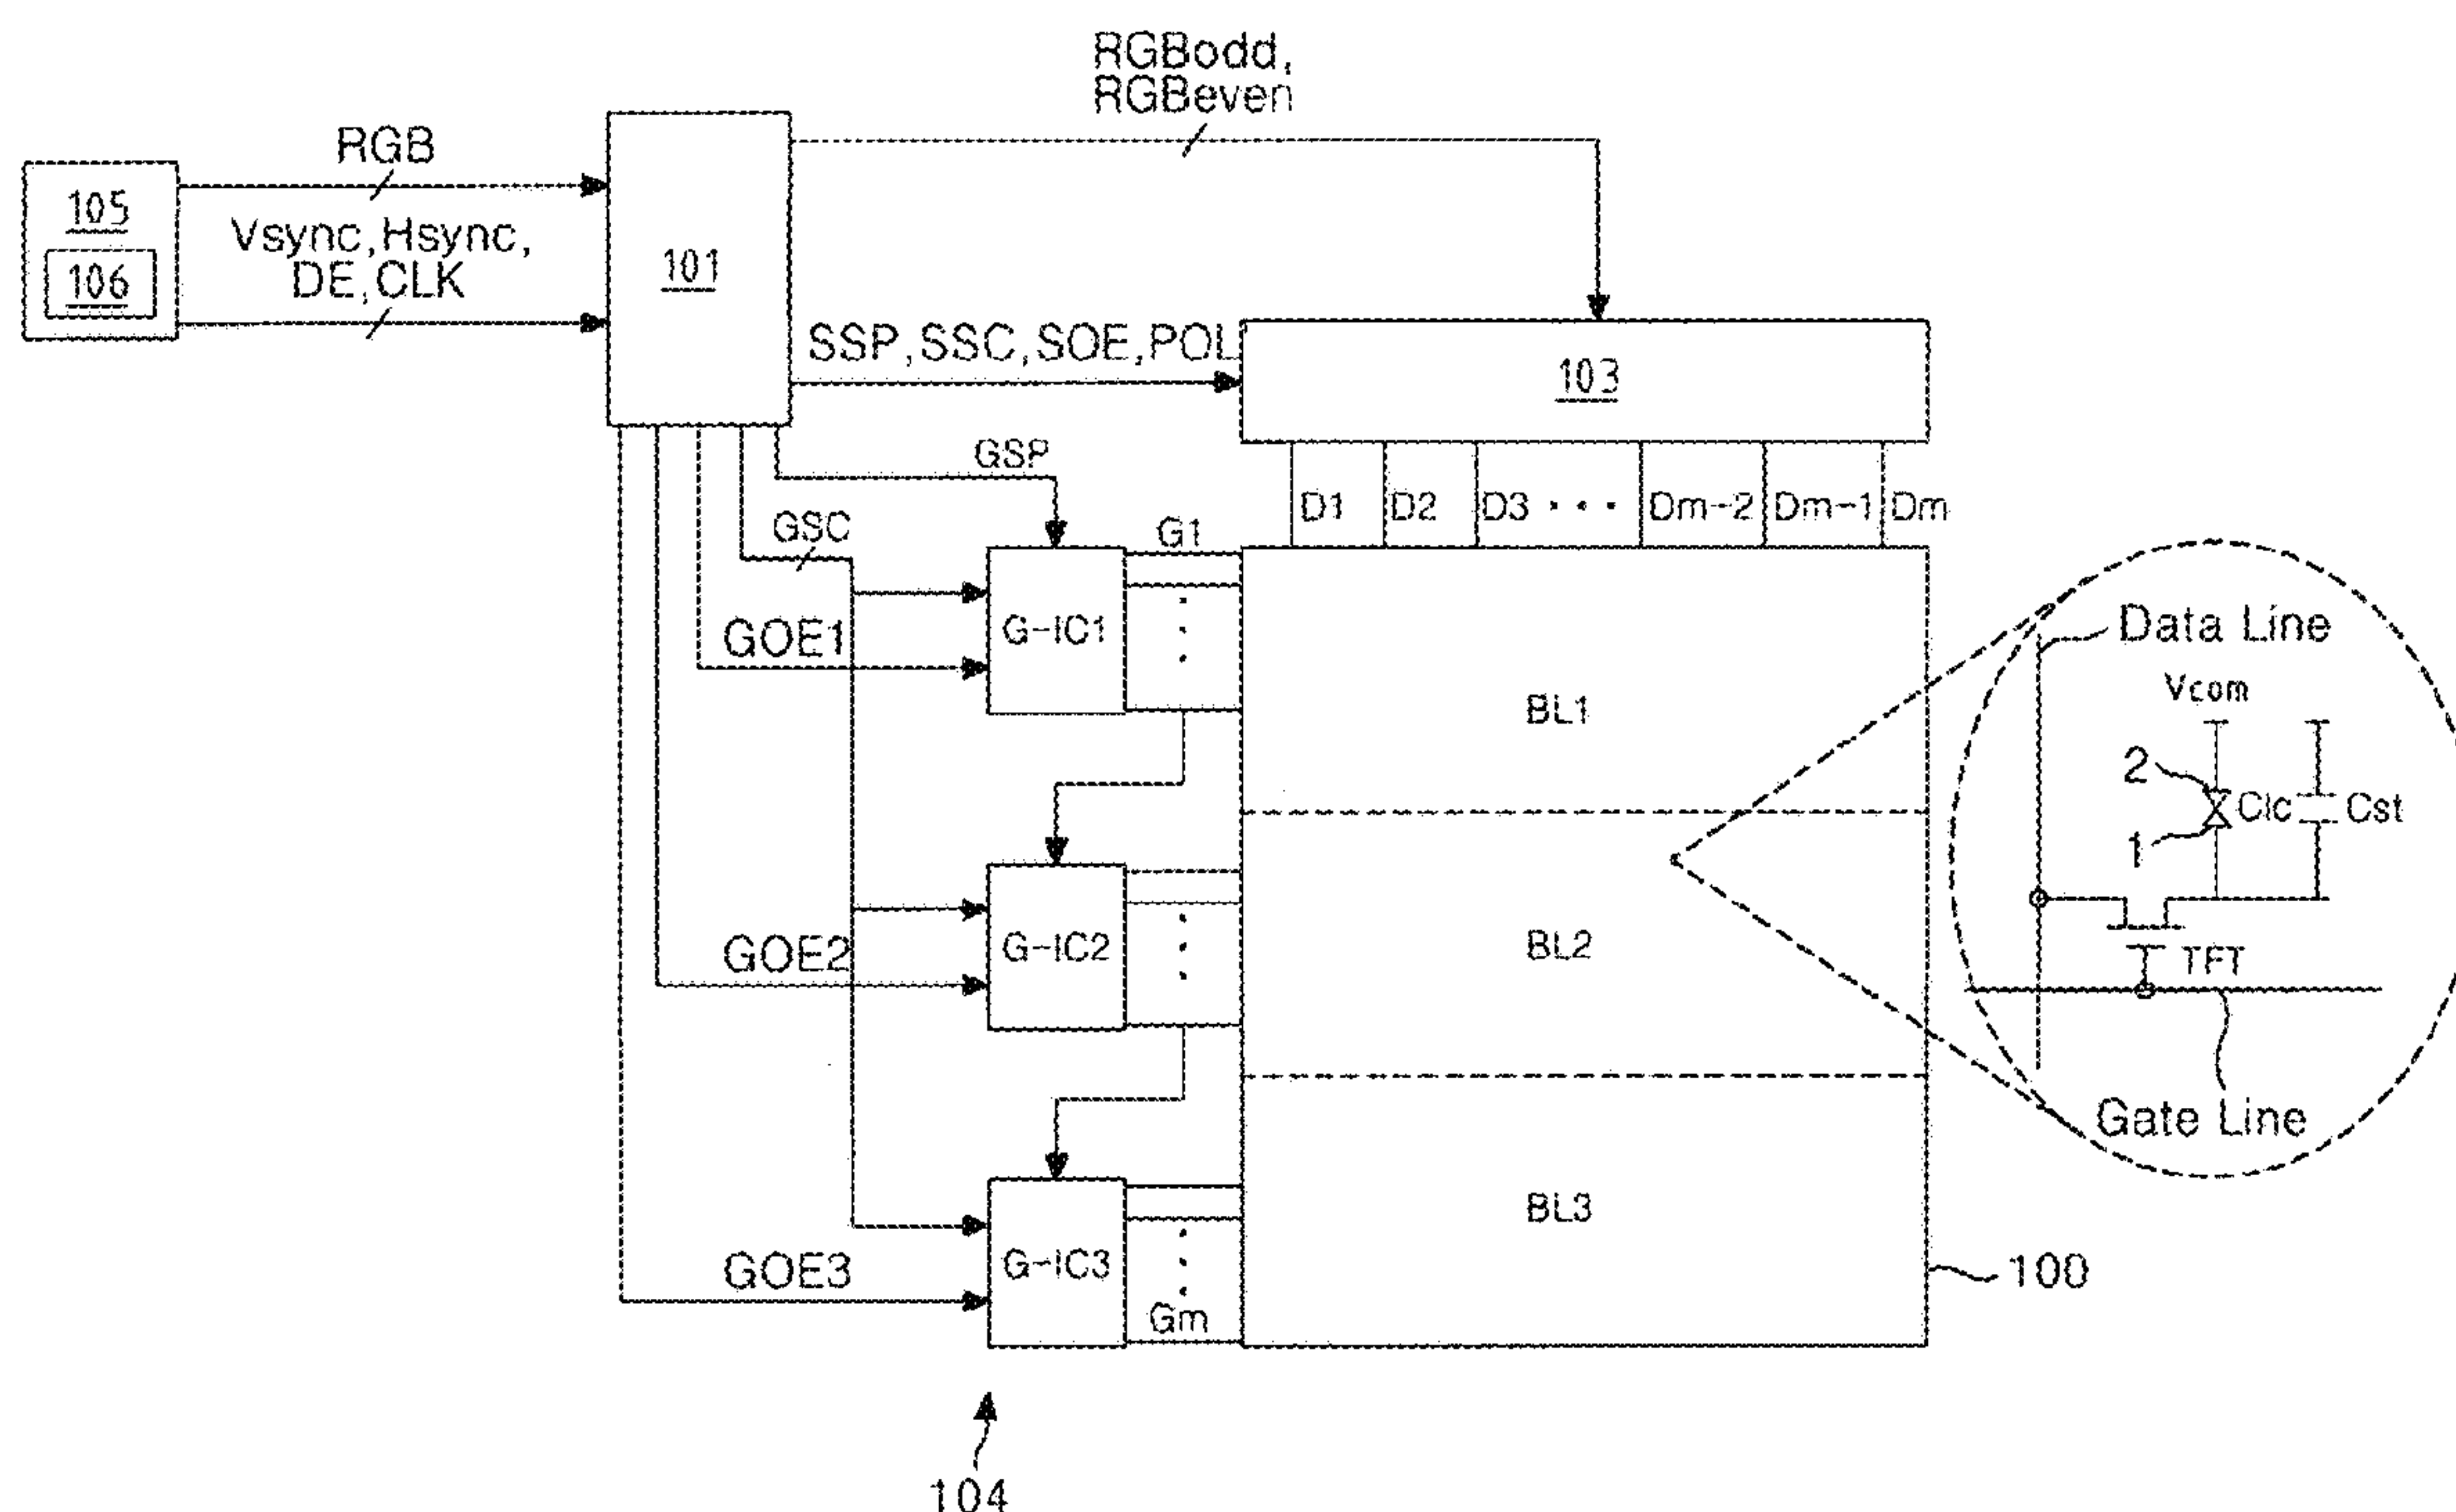 RGBodd,
RGBeven
RGB
105
Vsync,Hsync,
DE,CLK
106
101
SSP,SSC,SOE,POL
103
GSP
D1 D2 D3 ··· Dm-2 Dm-1 Dm
GSC
G1
GOE1
G-IC1
BL1
Data Line
Vcom
2
Clc
Cst
1
GOE2
G-IC2
BL2
TFT
Gate Line
GOE3
G-IC3
Gm
BL3
100
104